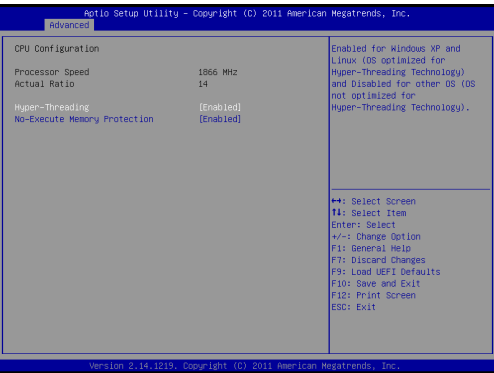 Aptio Setup Utility – Copyright (C) 2011 American Megatrends, Inc.
Advanced
CPU Configuration
Processor Speed 1866 MHz
Actual Ratio 14
Hyper-Threading [Enabled]
No-Execute Memory Protection [Enabled]
Enabled for Windows XP and
Linux (OS optimized for
Hyper-Threading Technology)
and Disabled for other OS (OS
not optimized for
Hyper-Threading Technology).
↔: Select Screen
↑↓: Select Item
Enter: Select
+/-: Change Option
F1: General Help
F7: Discard Changes
F9: Load UEFI Defaults
F10: Save and Exit
F12: Print Screen
ESC: Exit
Version 2.14.1219. Copyright (C) 2011 American Megatrends, Inc.